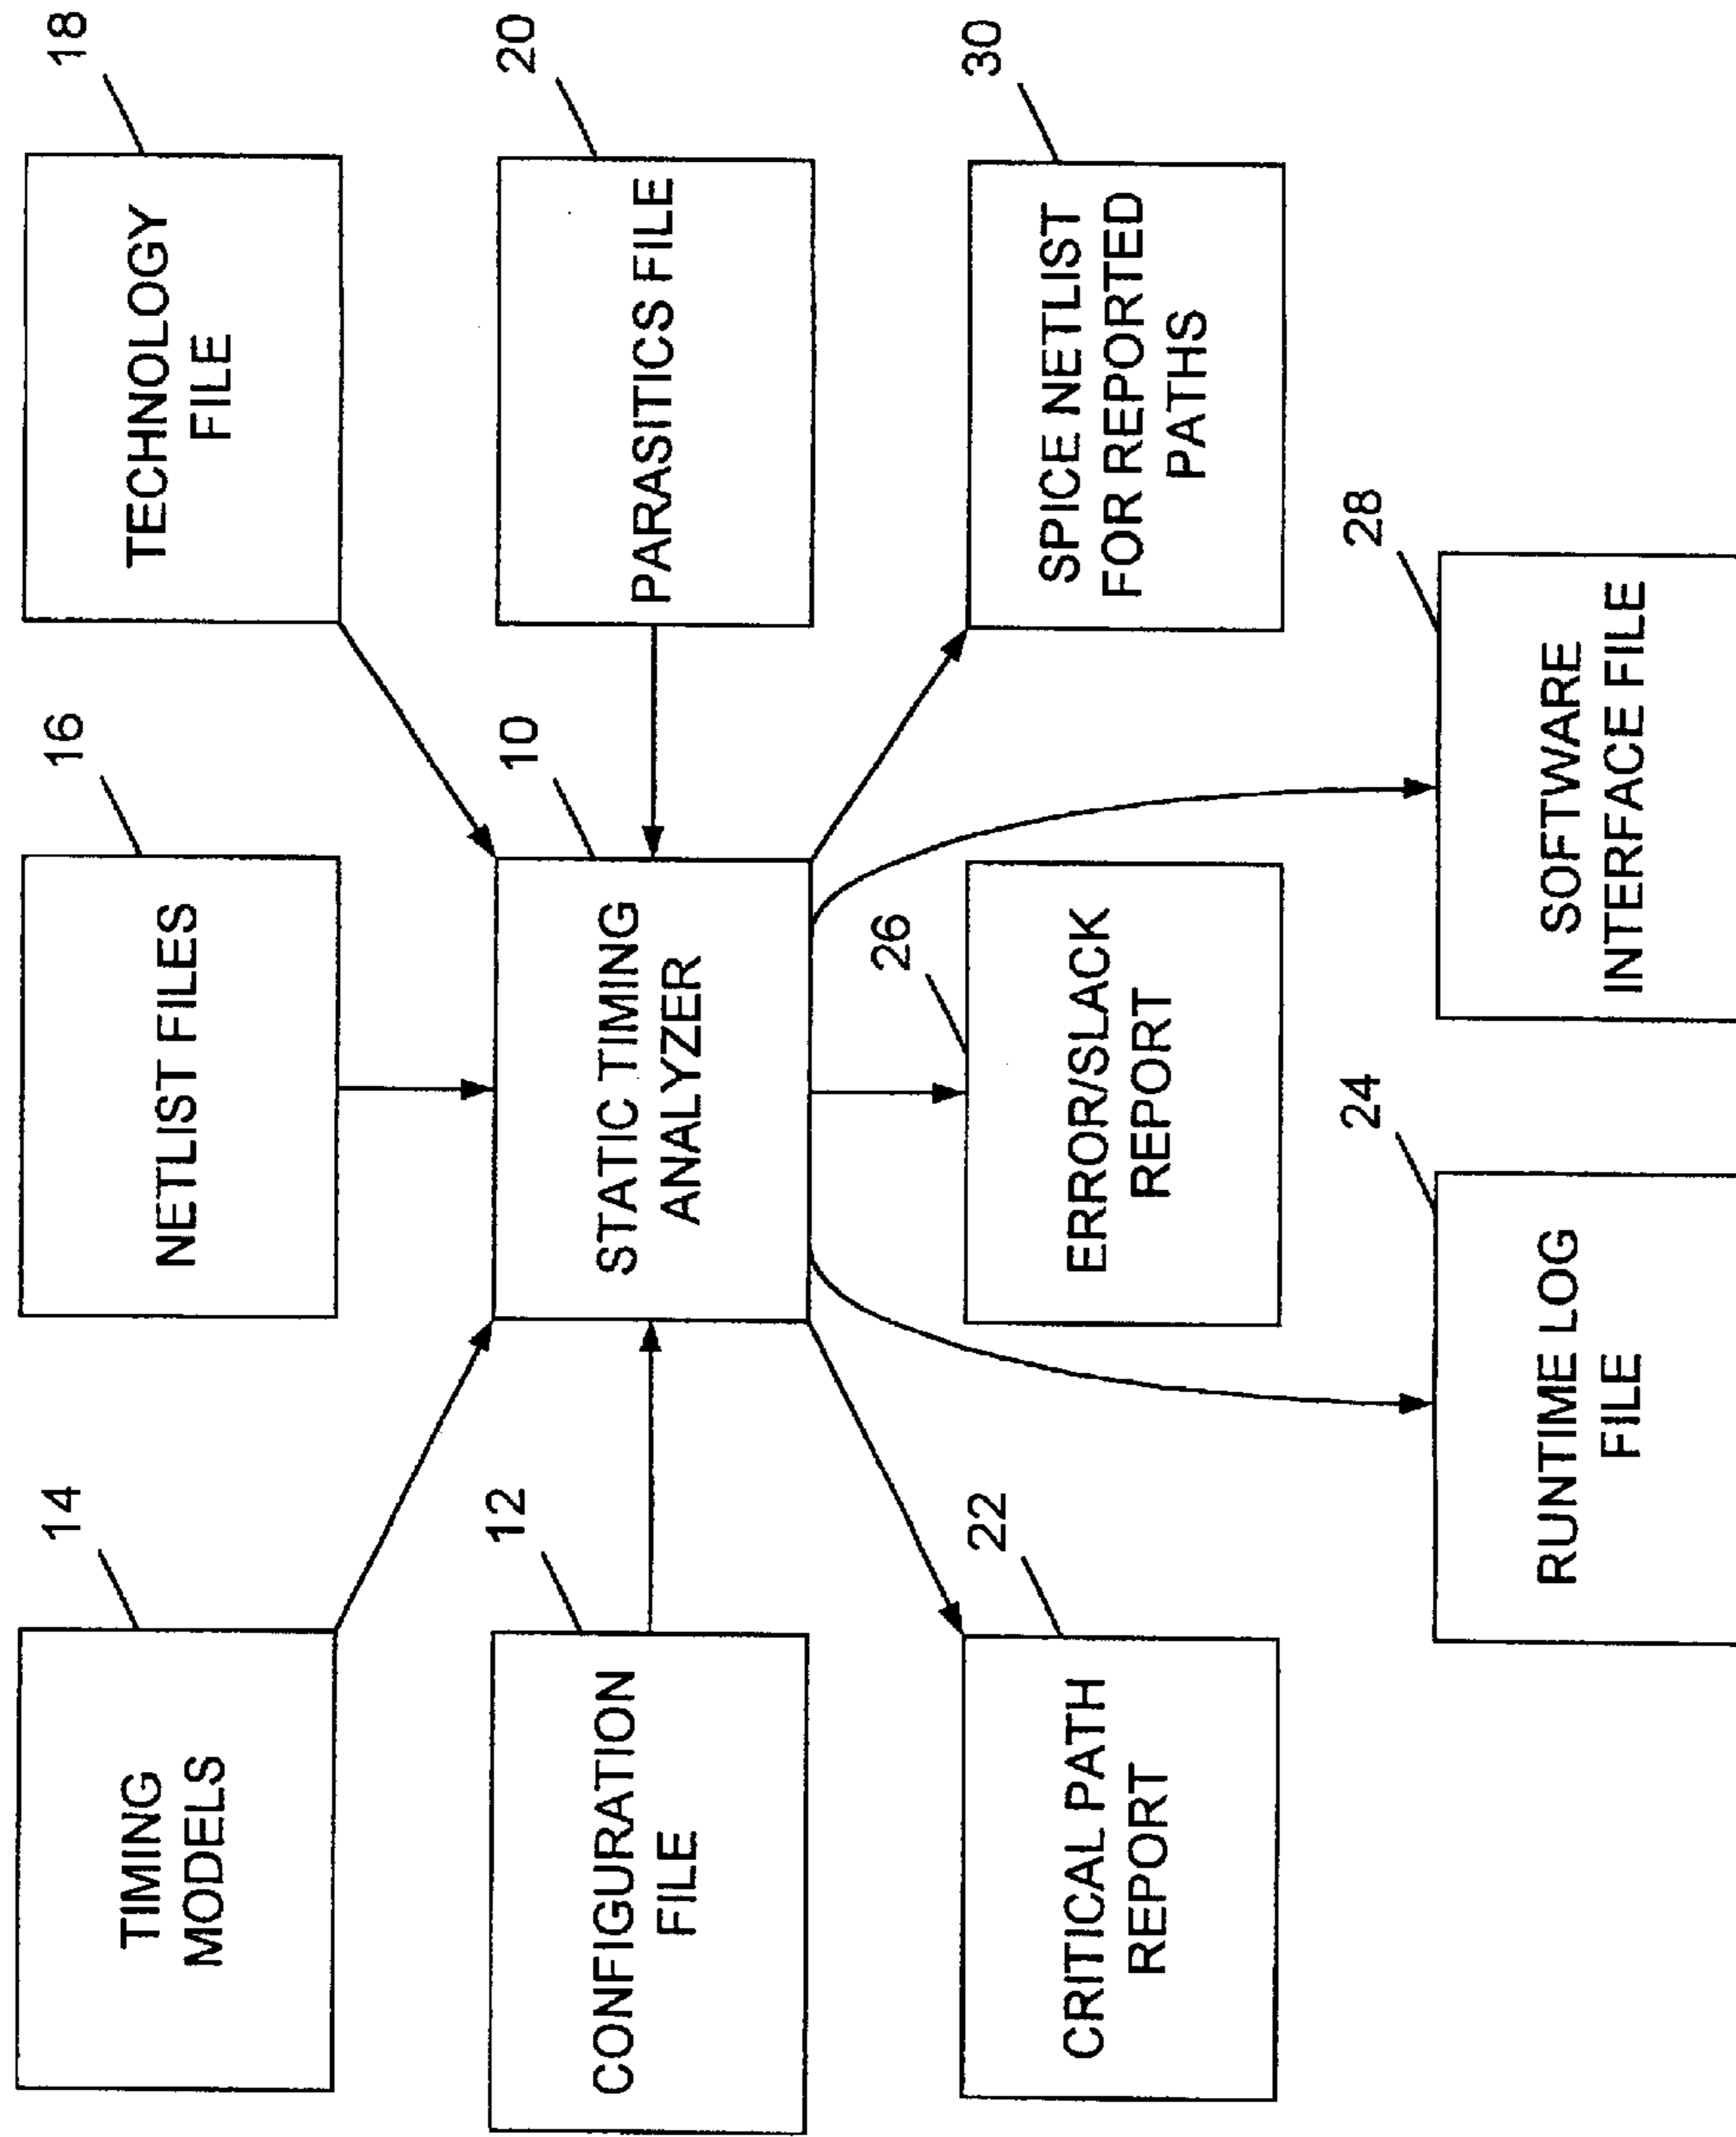 14
TIMING
MODELS
16
NETLIST FILES
18
TECHNOLOGY
FILE
12
CONFIGURATION
FILE
10
STATIC TIMING
ANALYZER
20
PARASITICS FILE
22
CRITICAL PATH
REPORT
26
ERROR/SLACK
REPORT
30
SPICE NETLIST
FOR REPORTED
PATHS
24
RUNTIME LOG
FILE
28
SOFTWARE
INTERFACE FILE